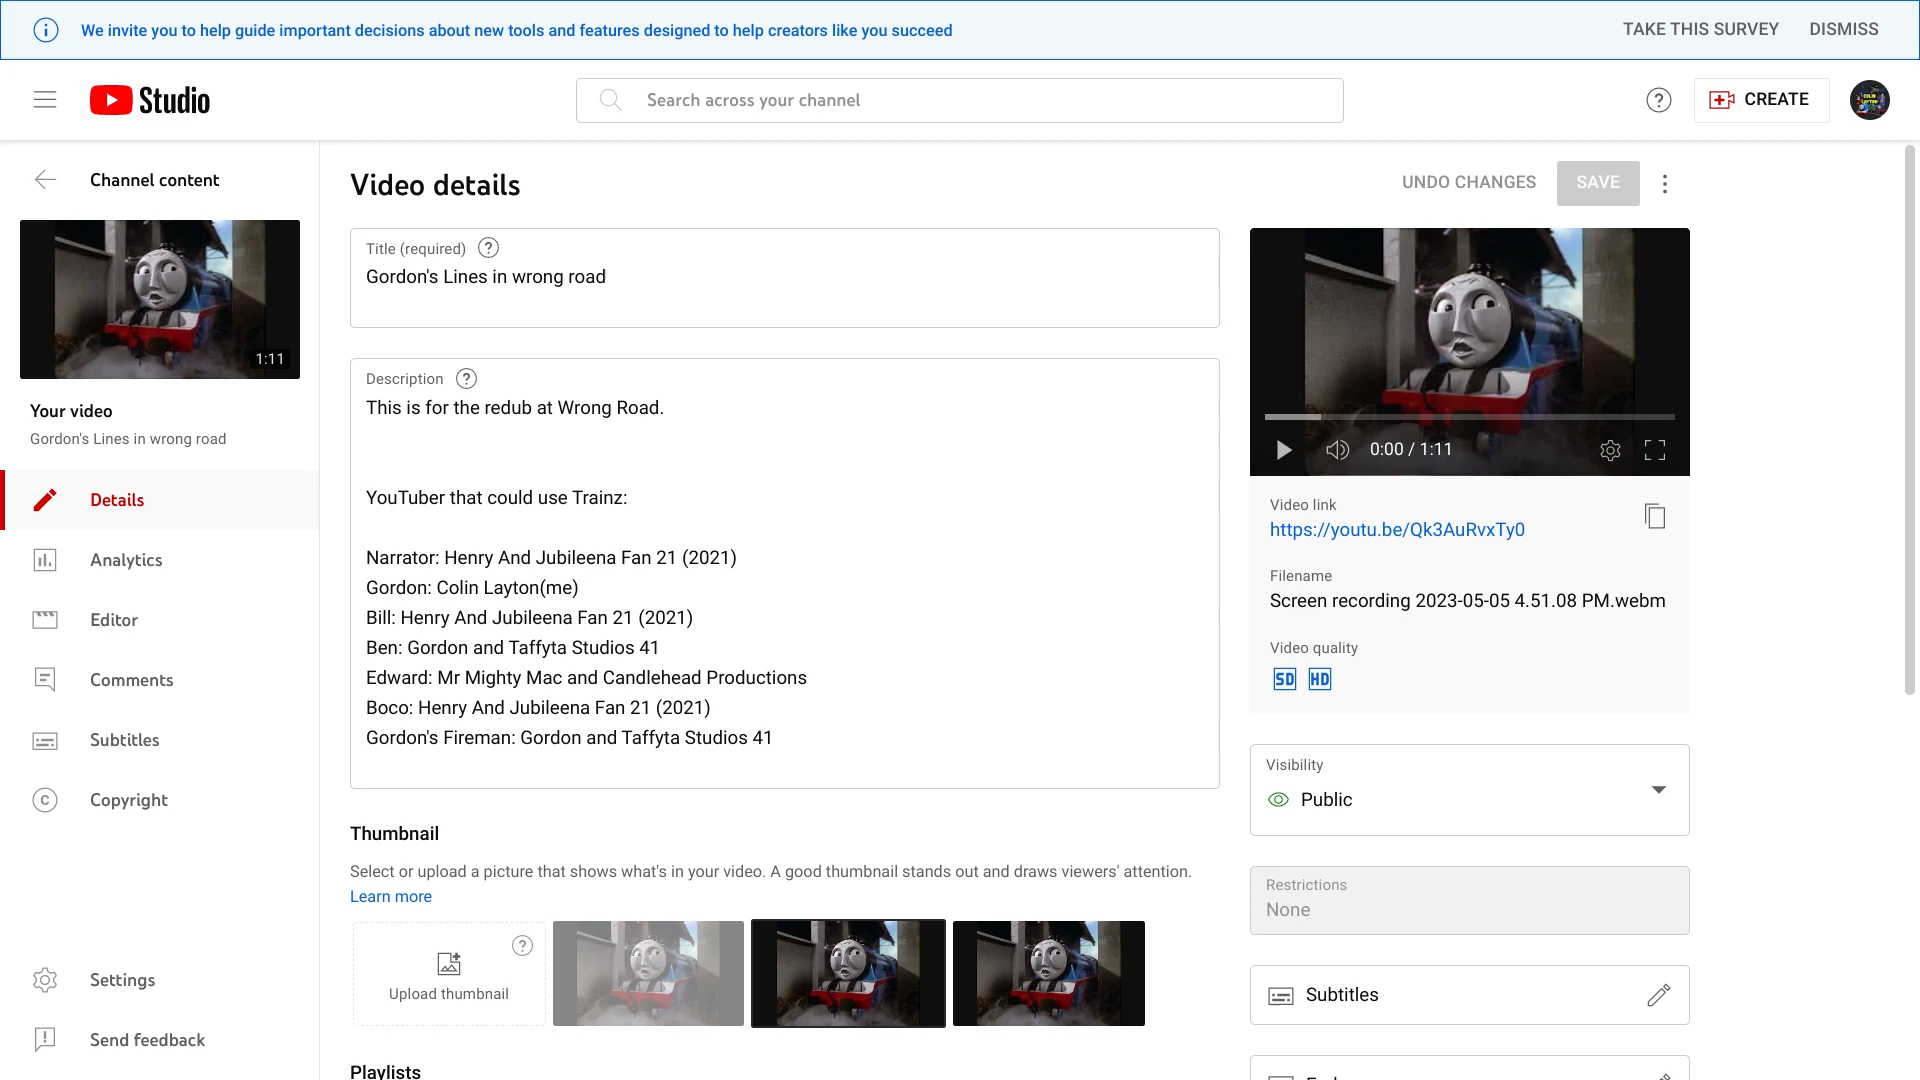 We invite you to help guide important decisions about new tools and features designed to help creators like you succeed
TAKE THIS SURVEY
DISMISS
Studio
Search across your channel
CREATE
Channel content
1:11
Your video
Gordon's Lines in wrong road
Details
Analytics
Editor
Comments
Subtitles
Copyright
Settings
Send feedback
Video details
UNDO CHANGES
SAVE
Title (required)
Gordon's Lines in wrong road
Description
This is for the redub at Wrong Road.
YouTuber that could use Trainz:
Narrator: Henry And Jubileena Fan 21 (2021)
Gordon: Colin Layton(me)
Bill: Henry And Jubileena Fan 21 (2021)
Ben: Gordon and Taffyta Studios 41
Edward: Mr Mighty Mac and Candlehead Productions
Boco: Henry And Jubileena Fan 21 (2021)
Gordon's Fireman: Gordon and Taffyta Studios 41
Thumbnail
Select or upload a picture that shows what's in your video. A good thumbnail stands out and draws viewers' attention.
Learn more
Upload thumbnail
Playlists
0:00 / 1:11
Video link
https://youtu.be/Qk3AuRvxTy0
Filename
Screen recording 2023-05-05 4.51.08 PM.webm
Video quality
SD HD
Visibility
Public
Restrictions
None
Subtitles